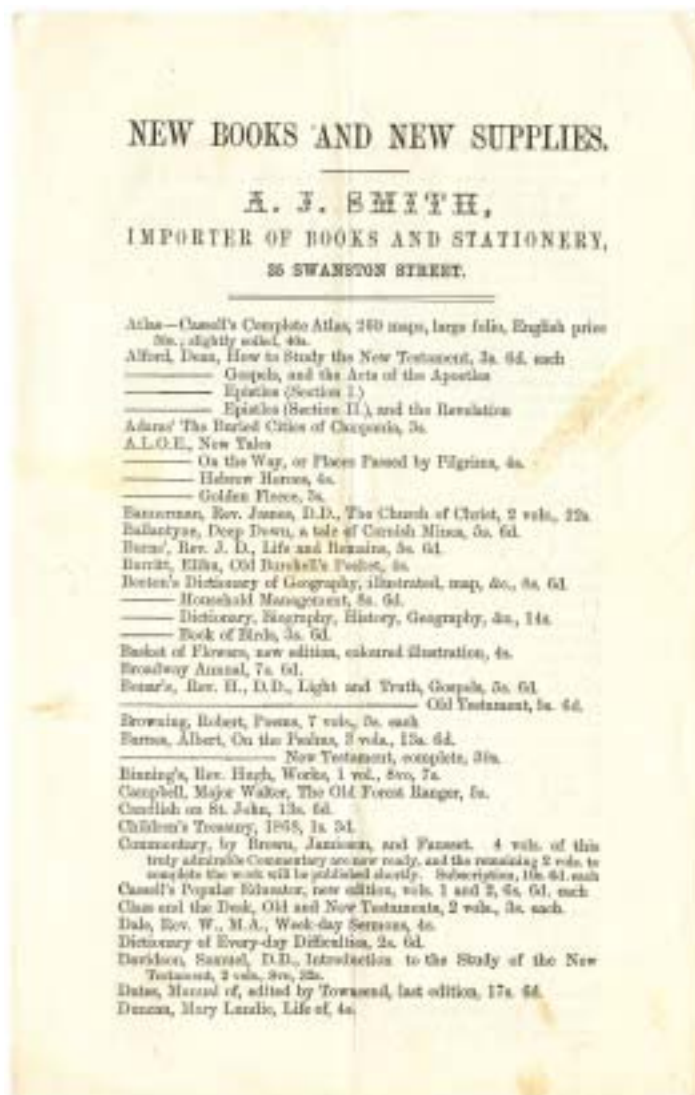 NEW BOOKS AND NEW SUPPLIES.
A. J. SMITH,
IMPORTER OF BOOKS AND STATIONERY,
35 SWANSTON STREET.
Atlas—Cassell's Complete Atlas, 260 maps, large folio, English price
slightly soiled, 40s.
Alford, Dean, How to Study the New Testament, 3s. 6d. each
——— Gospels, and the Acts of the Apostles
——— Epistles (Section I.)
——— Epistles (Section II.), and the Revelation
Adams' The Buried Cities of Campania, 3s.
A.L.O.E., New Tales
——— On the Way, or Places Passed by Pilgrims, 4s.
——— Hebrew Heroes, 4s.
——— Golden Fleece, 3s.
Bannerman, Rev. James, D.D., The Church of Christ, 2 vols., 22s.
Ballantyne, Deep Down, a tale of Cornish Mines, 5s. 6d.
Burns', Rev. J. D., Life and Remains, 5s. 6d.
Burritt, Elihu, Old Burchell's Pocket, 4s.
Beeton's Dictionary of Geography, illustrated, map, &c., 8s. 6d.
——— Household Management, 8s. 6d.
——— Dictionary, Biography, History, Geography, &c., 14s.
——— Book of Birds, 3s. 6d.
Basket of Flowers, new edition, coloured illustration, 4s.
Broadway Annual, 7s. 6d.
Bonar's, Rev. H., D.D., Light and Truth, Gospels, 5s. 6d.
——— Old Testament, 5s. 6d.
Browning, Robert, Poems, 7 vols., 5s. each
Barnes, Albert, On the Psalms, 3 vols., 13s. 6d.
——— New Testament, complete,
Binning's, Rev. Hugh, Works, 1 vol., 8vo, 7s.
Campbell, Major Walter, The Old Forest Ranger, 5s.
Candlish on St. John, 13s. 6d.
Children's Treasury, 1868, 1s. 3d.
Commentary, by Brown, Jamieson, and Fausset. 4 vols. of this
truly admirable Commentary are now ready, and the remaining 2 vols. to
complete the work will be published shortly. Subscription, 10s. 6d. each
Cassell's Popular Educator, new edition, vols. 1 and 2, 6s. 6d. each
Class and the Desk, Old and New Testaments, 2 vols., 3s. each
Dale, Rev. W., M.A., Week-day Sermons, 4s.
Dictionary of Every-day Difficulties, 2s. 6d.
Davidson, Samuel, D.D., Introduction to the Study of the New
Testament, 2 vols., 8vo, 32s.
Dates, Manual of, edited by Townsend, last edition, 17s. 6d.
Duncan, Mary Lundie, Life of, 4s.